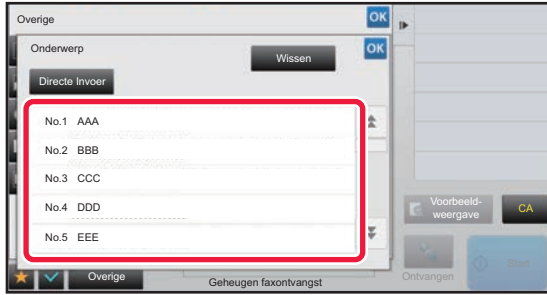 Overige
OK
Onderwerp
Wissen
OK
Directe Invoer
No.1 AAA
No.2 BBB
No.3 CCC
No.4 DDD
No.5 EEE
Voorbeeld-
weergave
CA
Overige
Geheugen faxontvangst
Ontvangen
Start